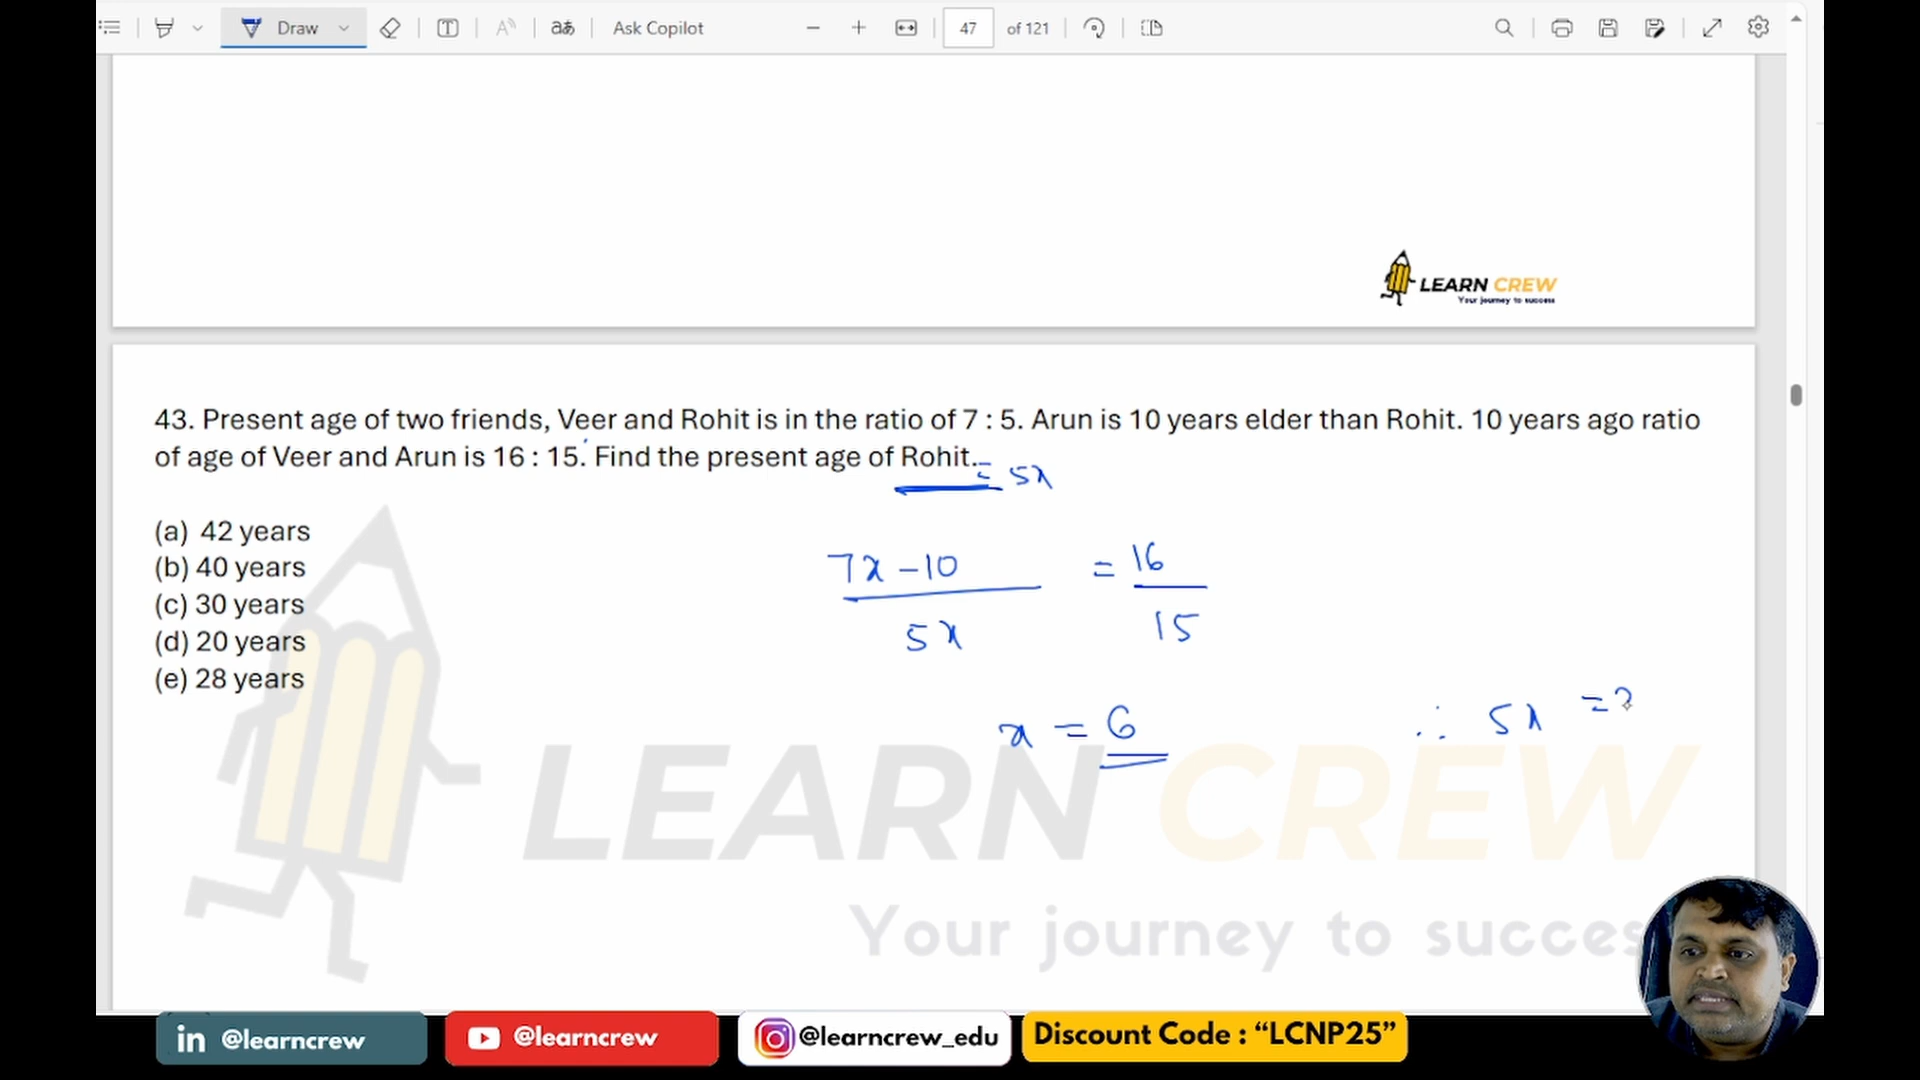 Draw
Ask Copilot
47 of 121
LEARN CREW
Your journey to success
43. Present age of two friends, Veer and Rohit is in the ratio of 7 : 5. Arun is 10 years elder than Rohit. 10 years ago ratio
of age of Veer and Arun is 16 : 15. Find the present age of Rohit.
= 5x
(a) 42 years
(b) 40 years
(c) 30 years
(d) 20 years
(e) 28 years
7x – 10 = 16
5x 15
x = 6
∴ 5x =
LEARN CREW
Your journey to succes
in @learncrew
@learncrew
@learncrew_edu
Discount Code : “LCNP25”